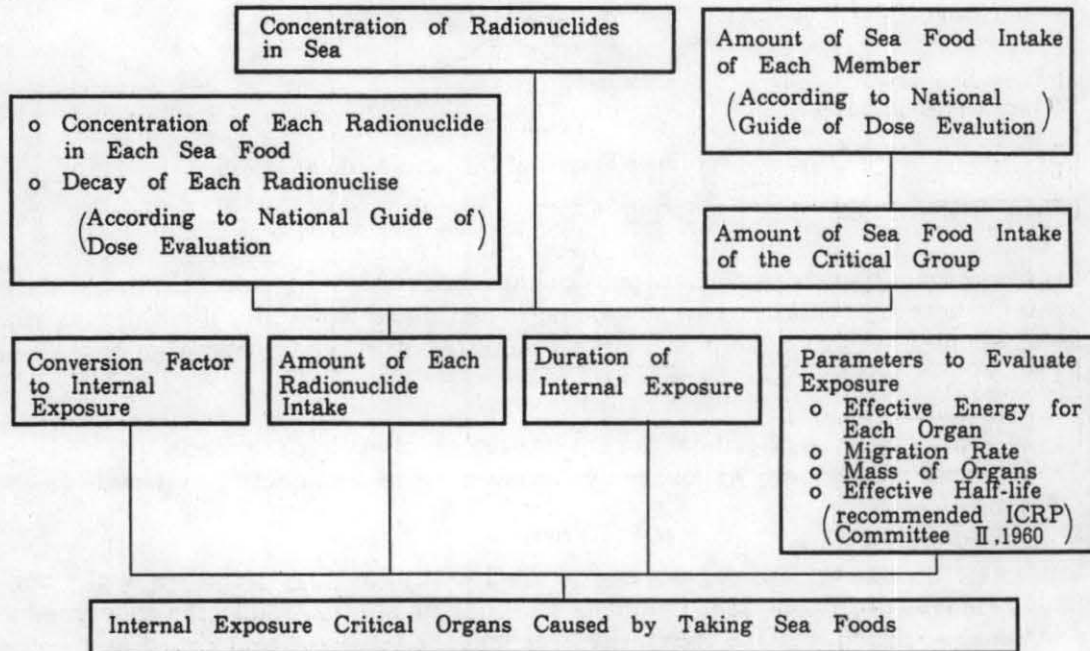 Concentration of Radionuclides
in Sea
Amount of Sea Food Intake
of Each Member
(According to National
Guide of Dose Evalution)
o Concentration of Each Radionuclide
in Each Sea Food
o Decay of Each Radionuclise
(According to National Guide of
Dose Evaluation)
Amount of Sea Food Intake
of the Critical Group
Conversion Factor
to Internal
Exposure
Amount of Each
Radionuclide
Intake
Duration of
Internal Exposure
Parameters to Evaluate
Exposure
o Effective Energy for
Each Organ
o Migration Rate
o Mass of Organs
o Effective Half-life
(recommended ICRP
Committee II,1960)
Internal Exposure Critical Organs Caused by Taking Sea Foods